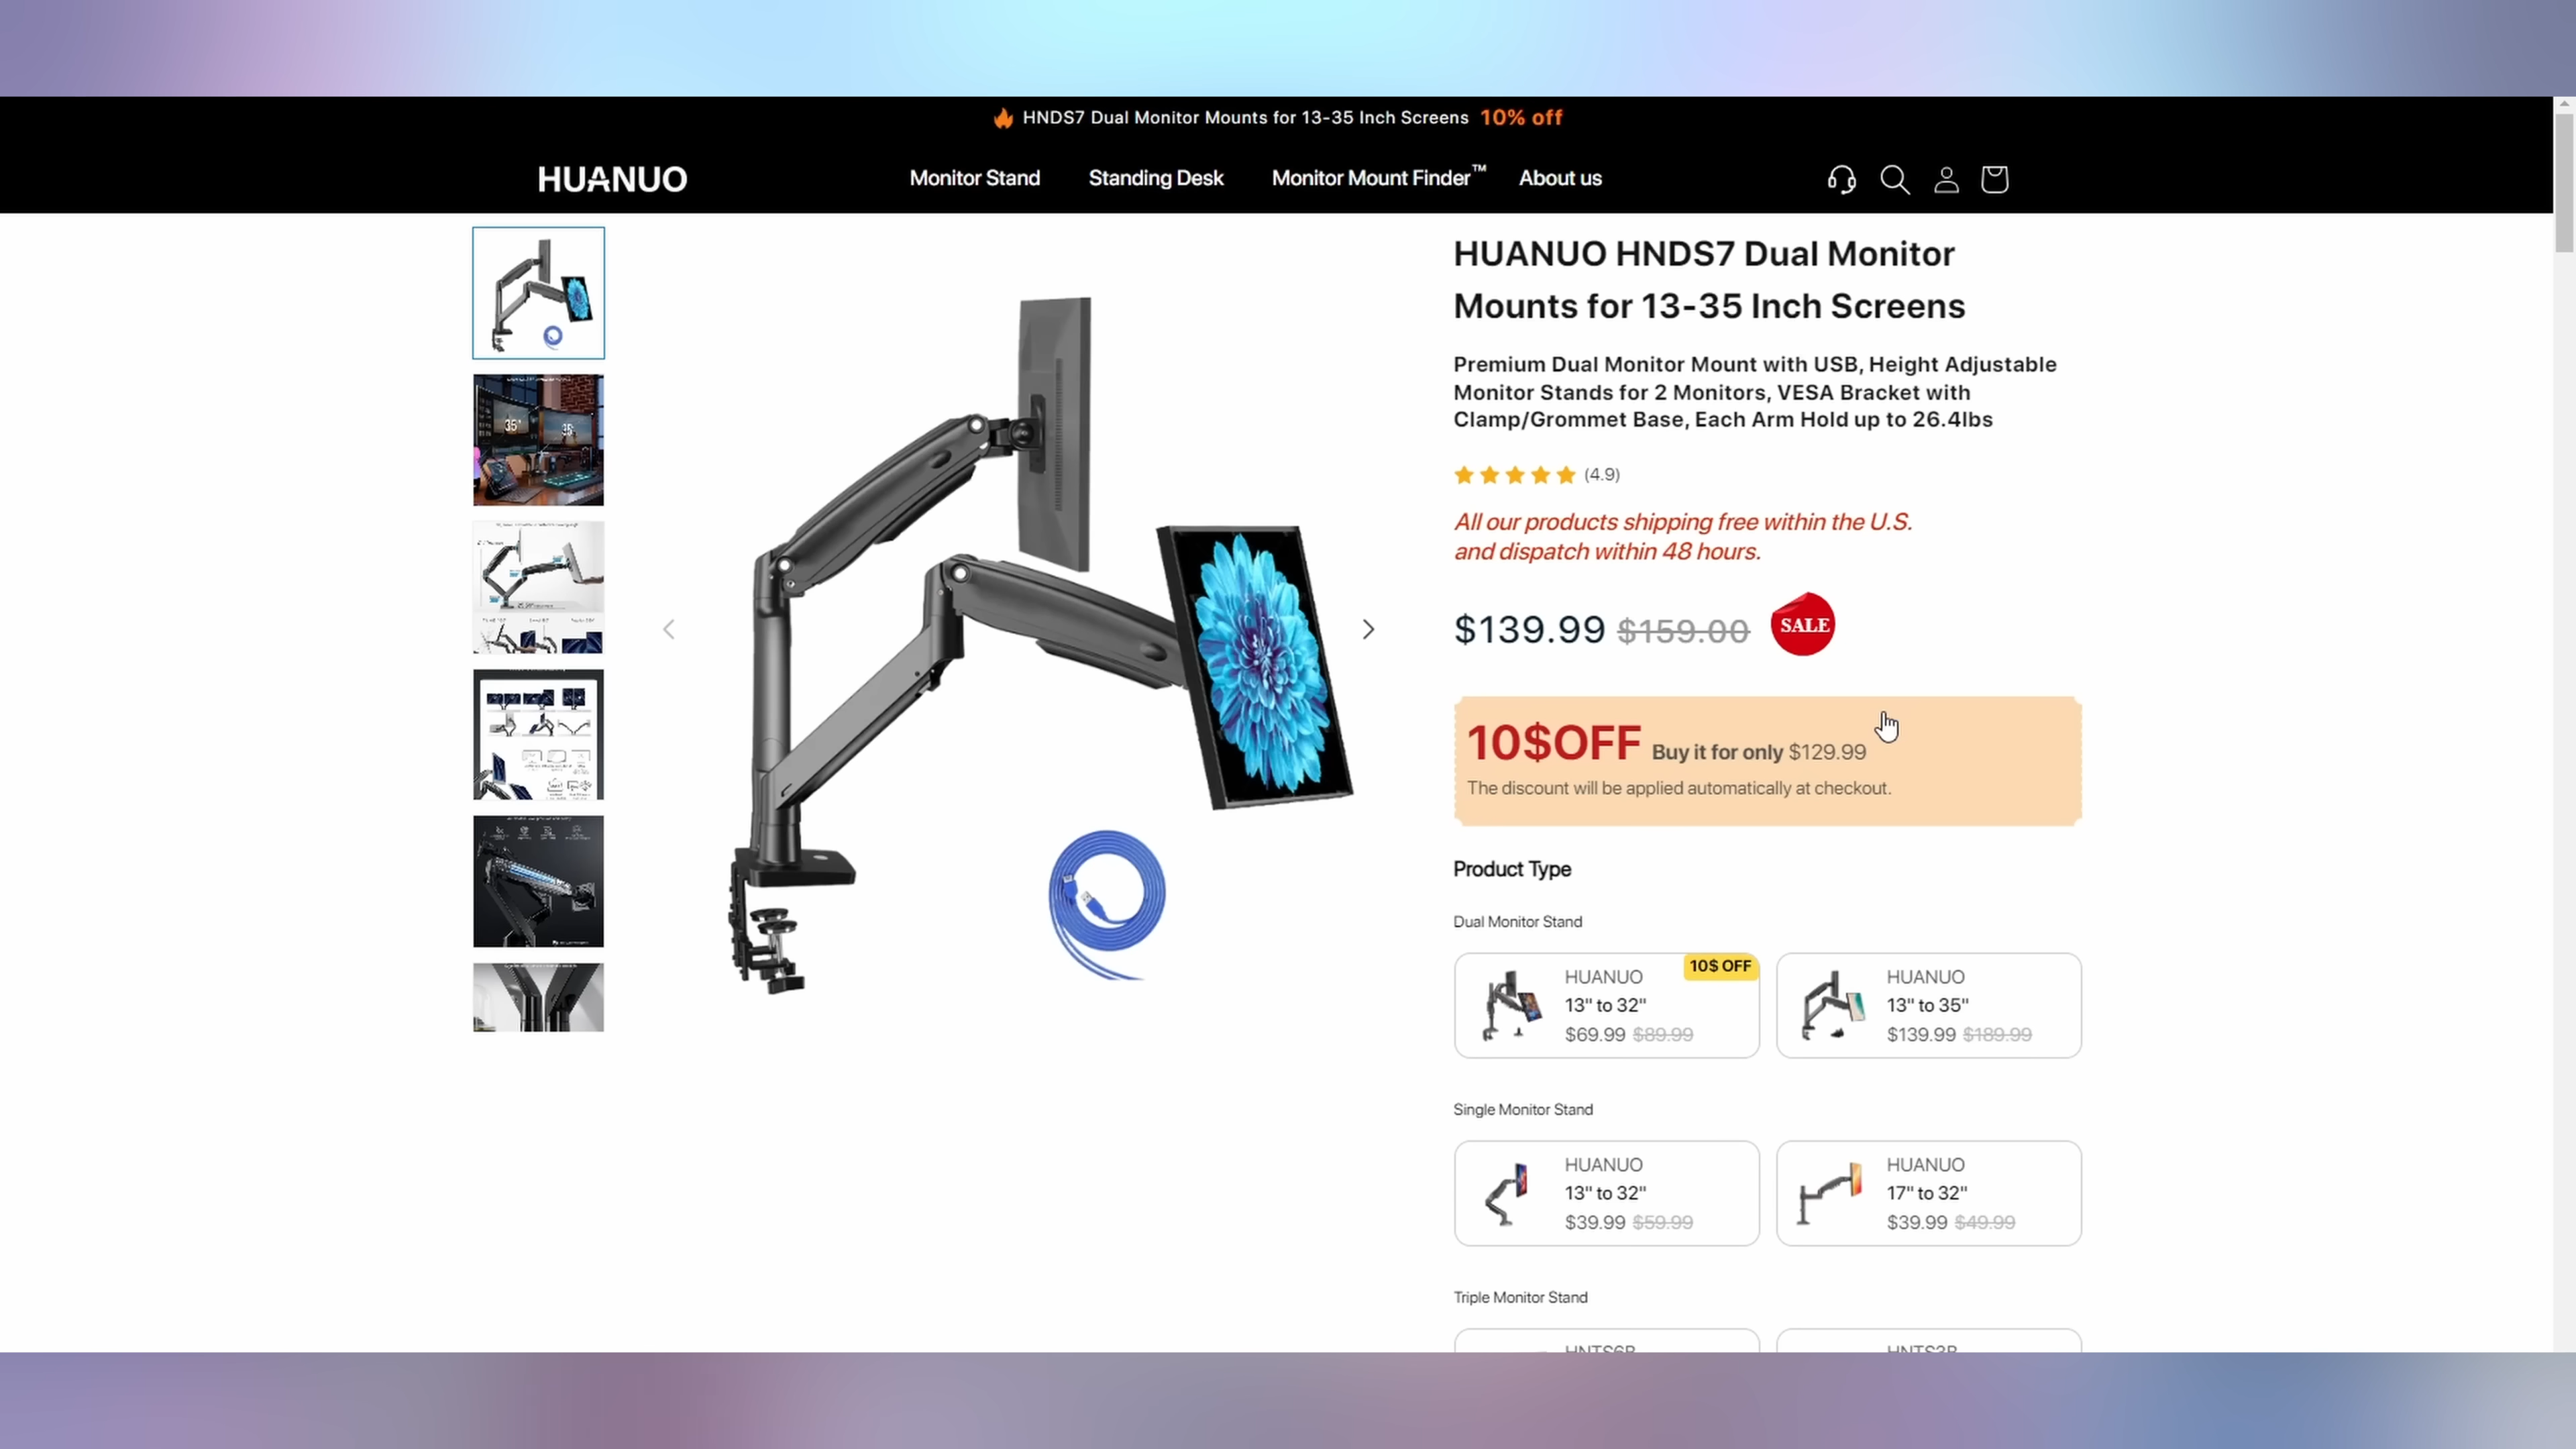 HNDS7 Dual Monitor Mounts for 13-35 Inch Screens 10% off
HUANUO
Monitor Stand
Standing Desk
Monitor Mount Finder™
About us
HUANUO HNDS7 Dual Monitor
Mounts for 13-35 Inch Screens
Premium Dual Monitor Mount with USB, Height Adjustable
Monitor Stands for 2 Monitors, VESA Bracket with
Clamp/Grommet Base, Each Arm Hold up to 26.4lbs
(4.9)
All our products shipping free within the U.S.
and dispatch within 48 hours.
$139.99 $159.00 SALE
10$OFF Buy it for only $129.99
The discount will be applied automatically at checkout.
Product Type
Dual Monitor Stand
10$ OFF
HUANUO
13" to 32"
$69.99 $89.99
HUANUO
13" to 35"
$139.99 $189.99
Single Monitor Stand
HUANUO
13" to 32"
$39.99 $59.99
HUANUO
17" to 32"
$39.99 $49.99
Triple Monitor Stand
35"